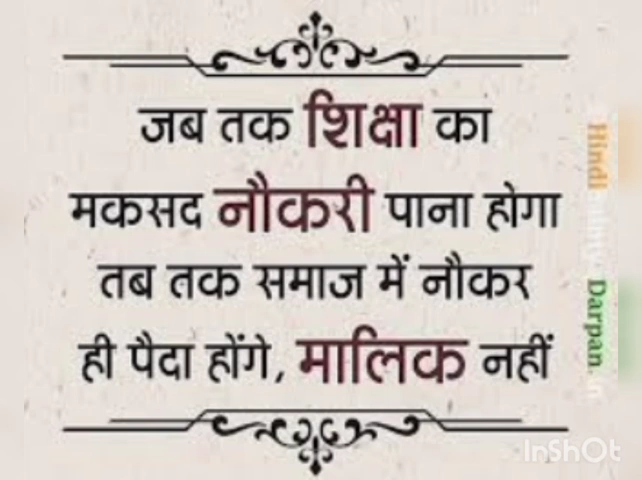 जब तक शिक्षा का
मकसद नौकरी पाना होगा
तब तक समाज में नौकर
ही पैदा होंगे, मालिक नहीं
Hindi
Darpan
InShOt